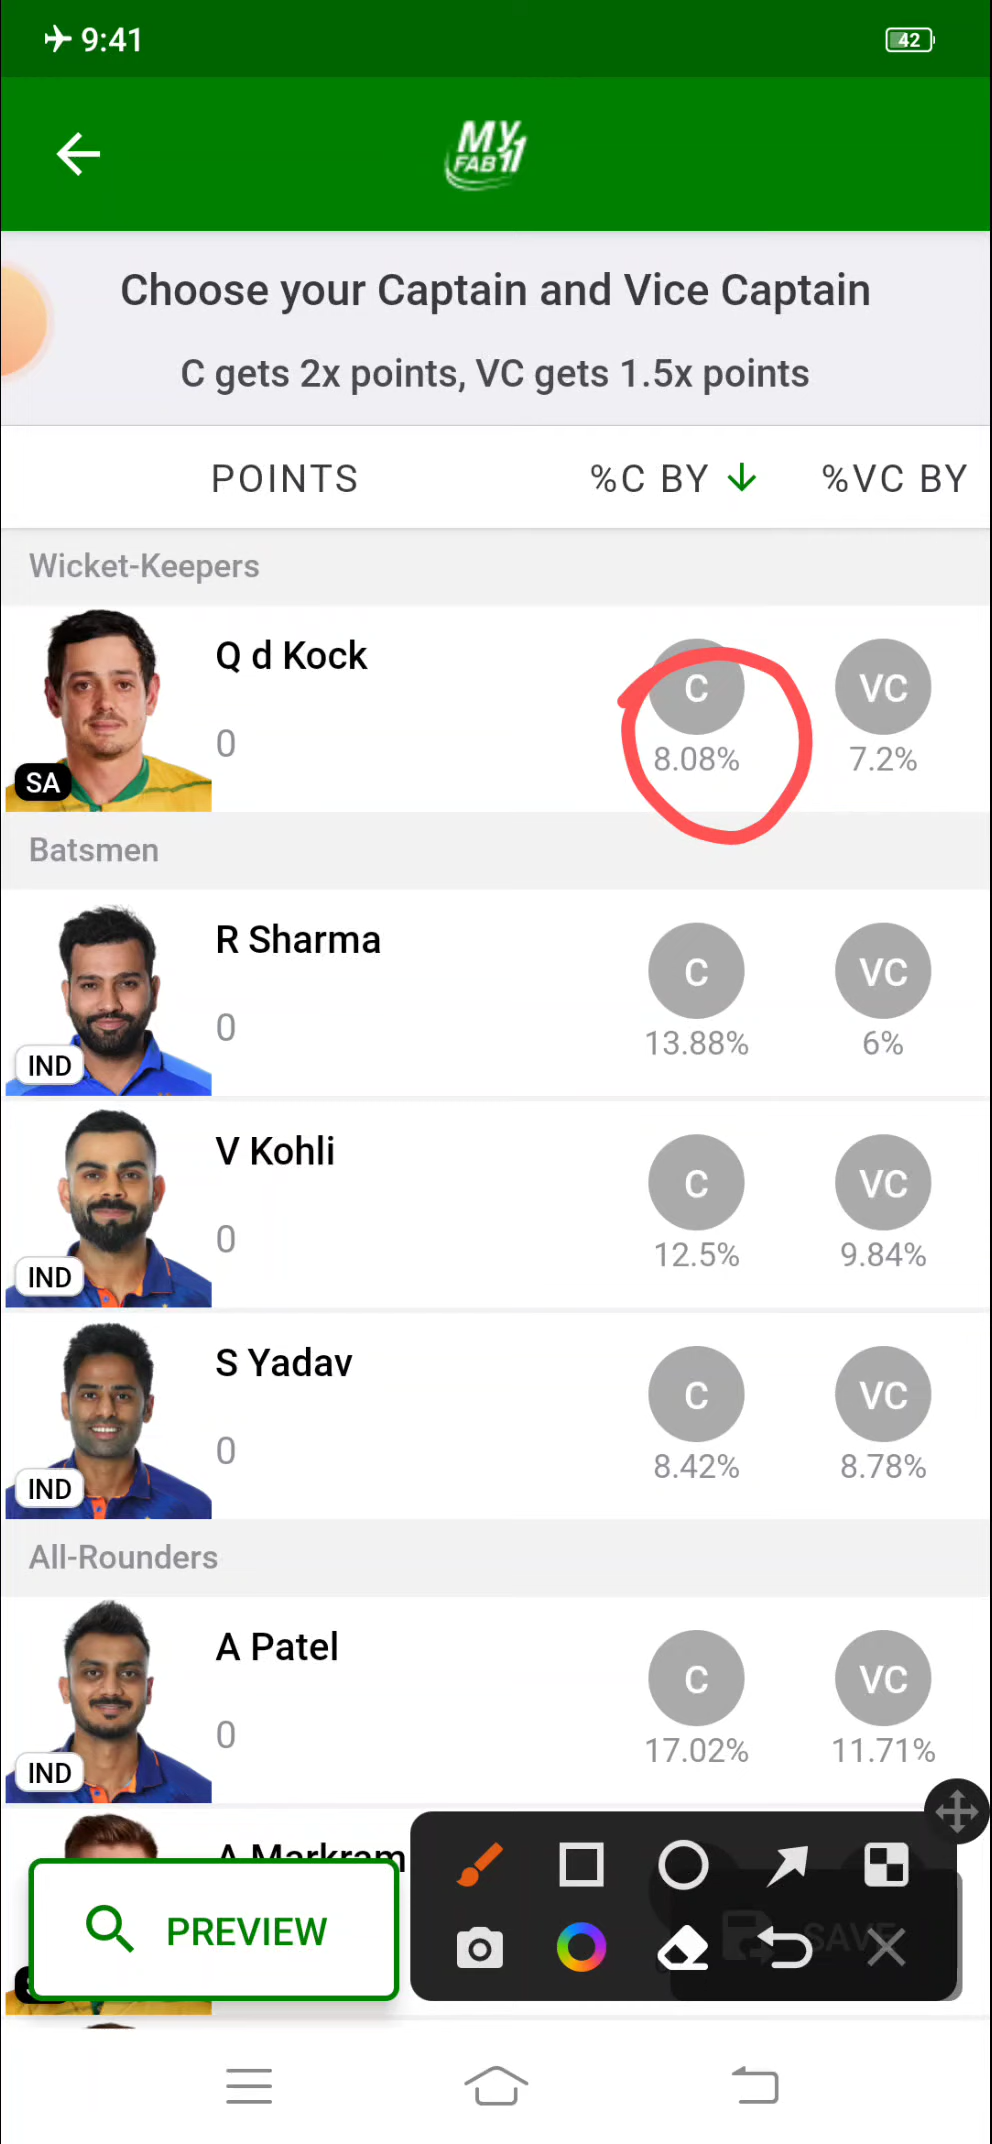 9:41
42
MY
FAB11
Choose your Captain and Vice Captain
C gets 2x points, VC gets 1.5x points
POINTS %C BY %VC BY
Wicket-Keepers
Q d Kock
C VC
0
8.08% 7.2%
SA
Batsmen
R Sharma
C VC
0
13.88% 6%
IND
V Kohli
C VC
0
12.5% 9.84%
IND
S Yadav
C VC
0
8.42% 8.78%
IND
All-Rounders
A Patel
C VC
0
17.02% 11.71%
IND
A Markram
PREVIEW
SAVE